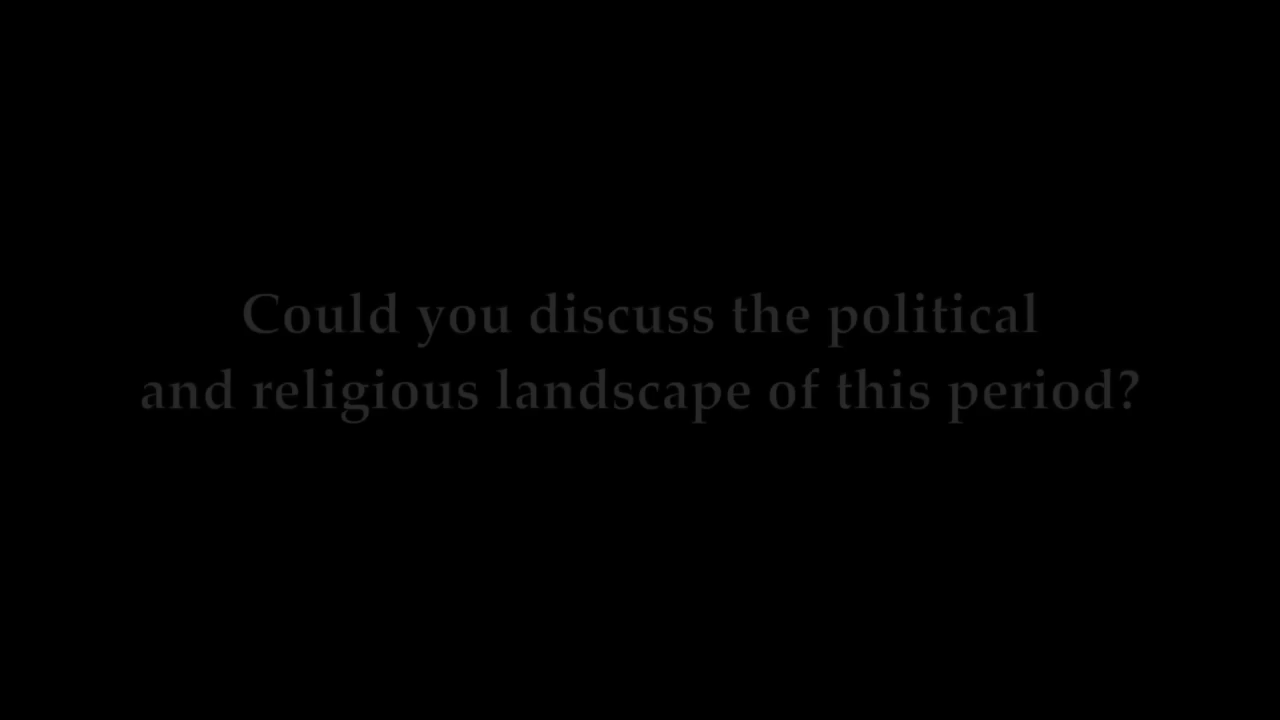 Could you discuss the political
and religious landscape of this period?